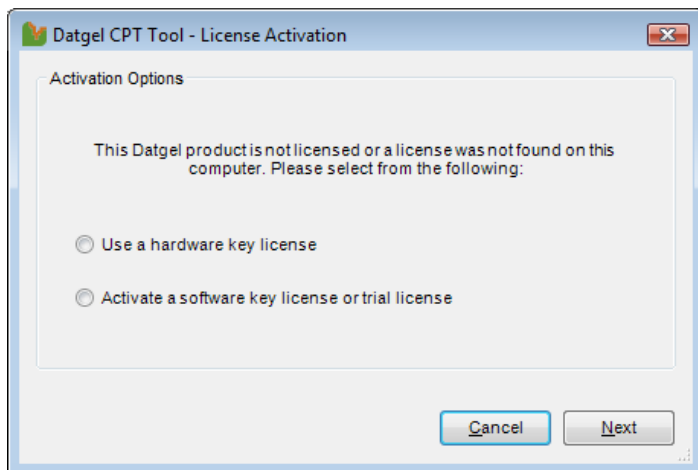 Datgel CPT Tool - License Activation
Activation Options
This Datgel product is not licensed or a license was not found on this
computer. Please select from the following:
Use a hardware key license
Activate a software key license or trial license
Cancel
Next